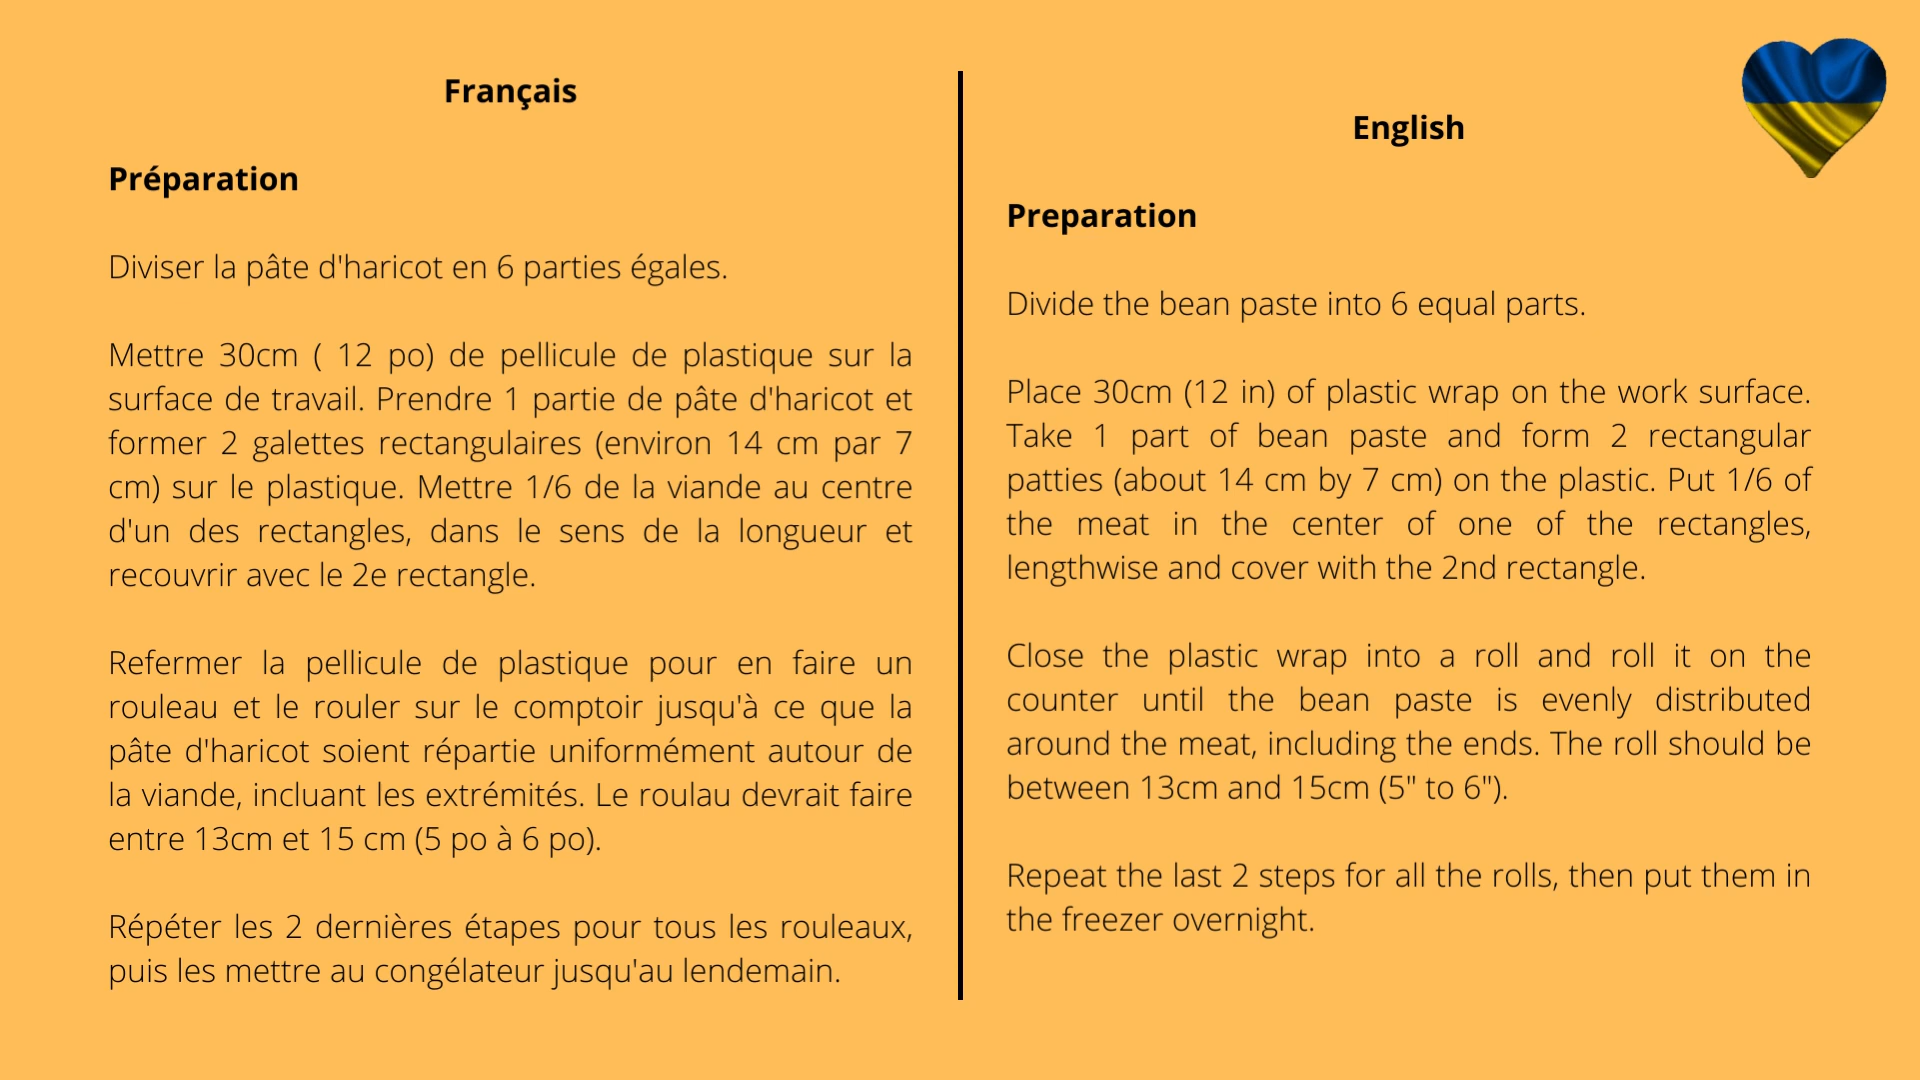 Français
Préparation
Diviser la pâte d'haricot en 6 parties égales.
Mettre 30cm ( 12 po) de pellicule de plastique sur la
surface de travail. Prendre 1 partie de pâte d'haricot et
former 2 galettes rectangulaires (environ 14 cm par 7
cm) sur le plastique. Mettre 1/6 de la viande au centre
d'un des rectangles, dans le sens de la longueur et
recouvrir avec le 2e rectangle.
Refermer la pellicule de plastique pour en faire un
rouleau et le rouler sur le comptoir jusqu'à ce que la
pâte d'haricot soient répartie uniformément autour de
la viande, incluant les extrémités. Le roulau devrait faire
entre 13cm et 15 cm (5 po à 6 po).
Répéter les 2 dernières étapes pour tous les rouleaux,
puis les mettre au congélateur jusqu'au lendemain.
English
Preparation
Divide the bean paste into 6 equal parts.
Place 30cm (12 in) of plastic wrap on the work surface.
Take 1 part of bean paste and form 2 rectangular
patties (about 14 cm by 7 cm) on the plastic. Put 1/6 of
the meat in the center of one of the rectangles,
lengthwise and cover with the 2nd rectangle.
Close the plastic wrap into a roll and roll it on the
counter until the bean paste is evenly distributed
around the meat, including the ends. The roll should be
between 13cm and 15cm (5" to 6").
Repeat the last 2 steps for all the rolls, then put them in
the freezer overnight.